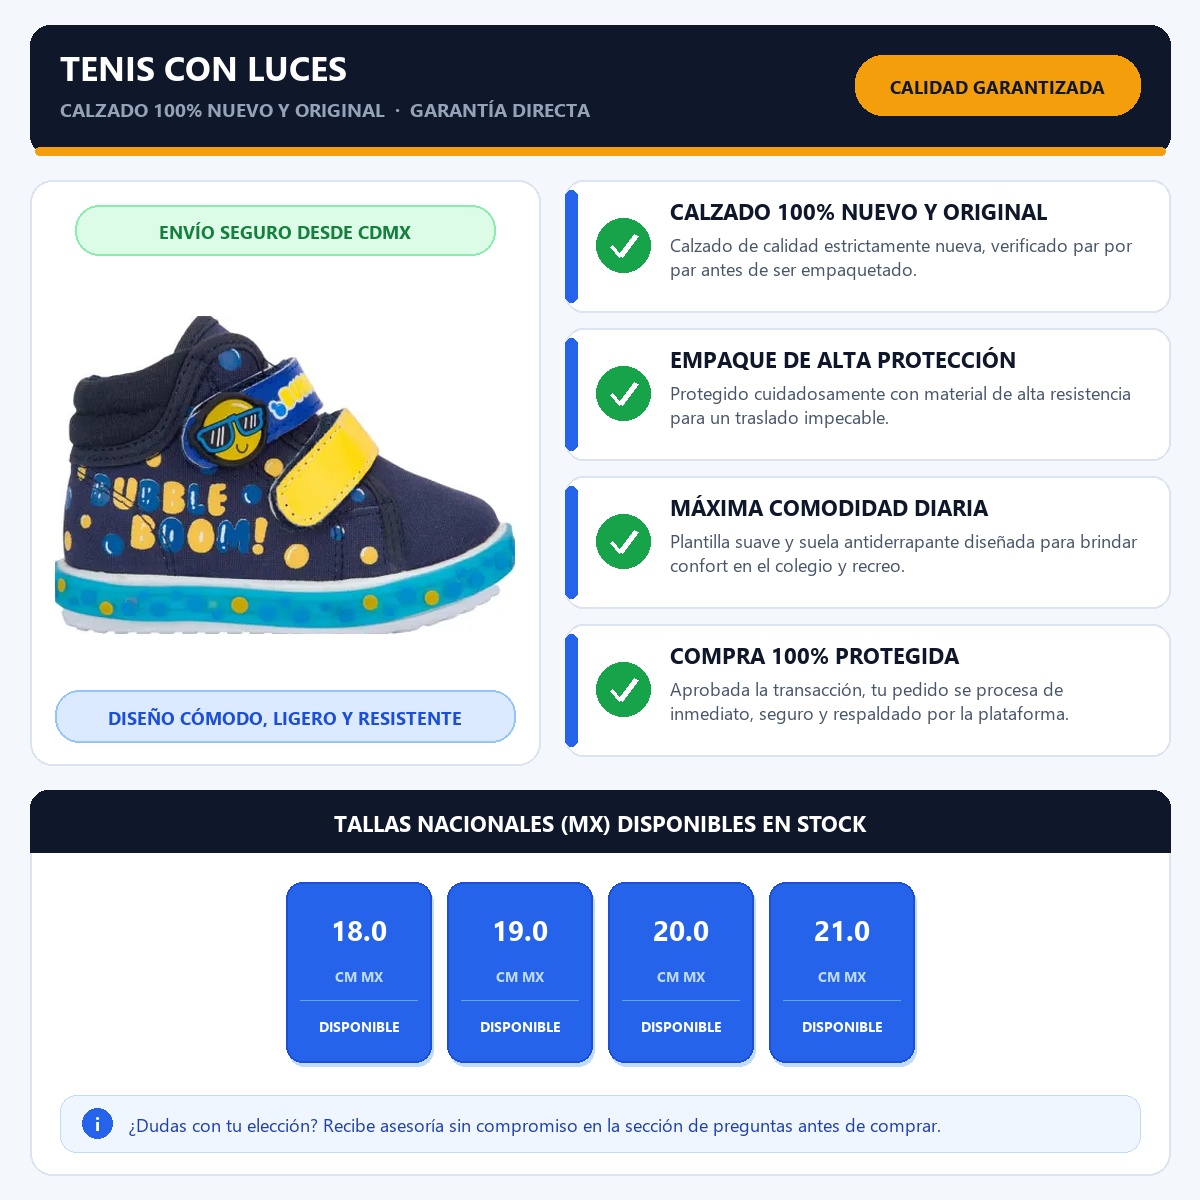 TENIS CON LUCES
CALZADO 100% NUEVO Y ORIGINAL · GARANTÍA DIRECTA
CALIDAD GARANTIZADA
ENVÍO SEGURO DESDE CDMX
BUBBLE
BOOM!
DISEÑO CÓMODO, LIGERO Y RESISTENTE
CALZADO 100% NUEVO Y ORIGINAL
Calzado de calidad estrictamente nueva, verificado par por
par antes de ser empaquetado.
EMPAQUE DE ALTA PROTECCIÓN
Protegido cuidadosamente con material de alta resistencia
para un traslado impecable.
MÁXIMA COMODIDAD DIARIA
Plantilla suave y suela antiderrapante diseñada para brindar
confort en el colegio y recreo.
COMPRA 100% PROTEGIDA
Aprobada la transacción, tu pedido se procesa de
inmediato, seguro y respaldado por la plataforma.
TALLAS NACIONALES (MX) DISPONIBLES EN STOCK
18.0
CM MX
DISPONIBLE
19.0
CM MX
DISPONIBLE
20.0
CM MX
DISPONIBLE
21.0
CM MX
DISPONIBLE
¿Dudas con tu elección? Recibe asesoría sin compromiso en la sección de preguntas antes de comprar.